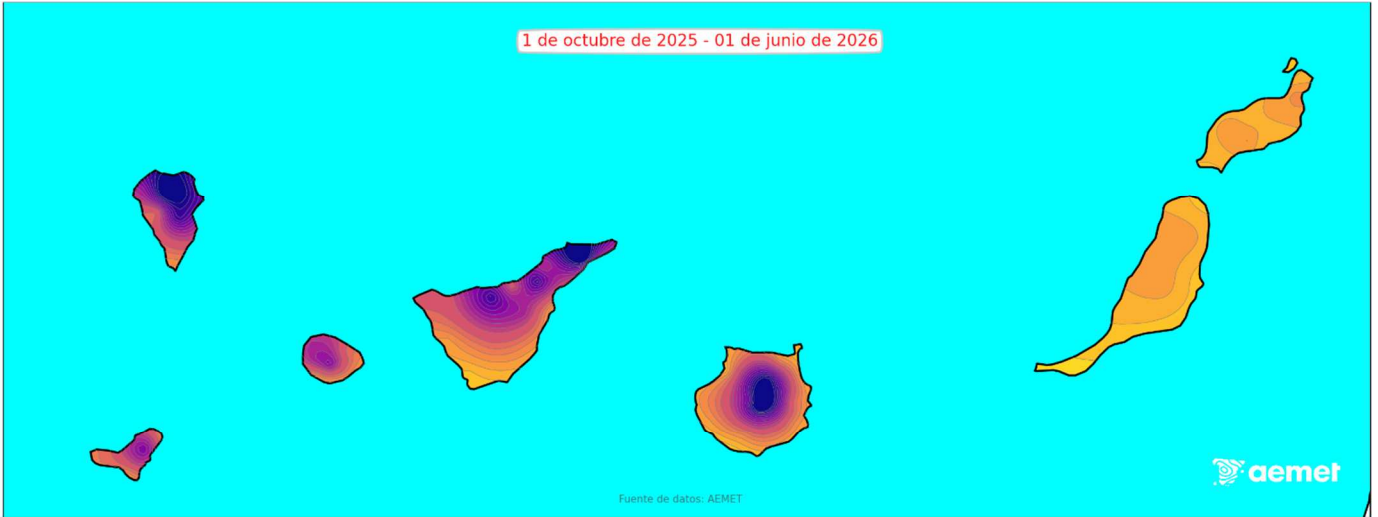 1 de octubre de 2025 - 01 de junio de 2026
aemet
Fuente de datos: AEMET